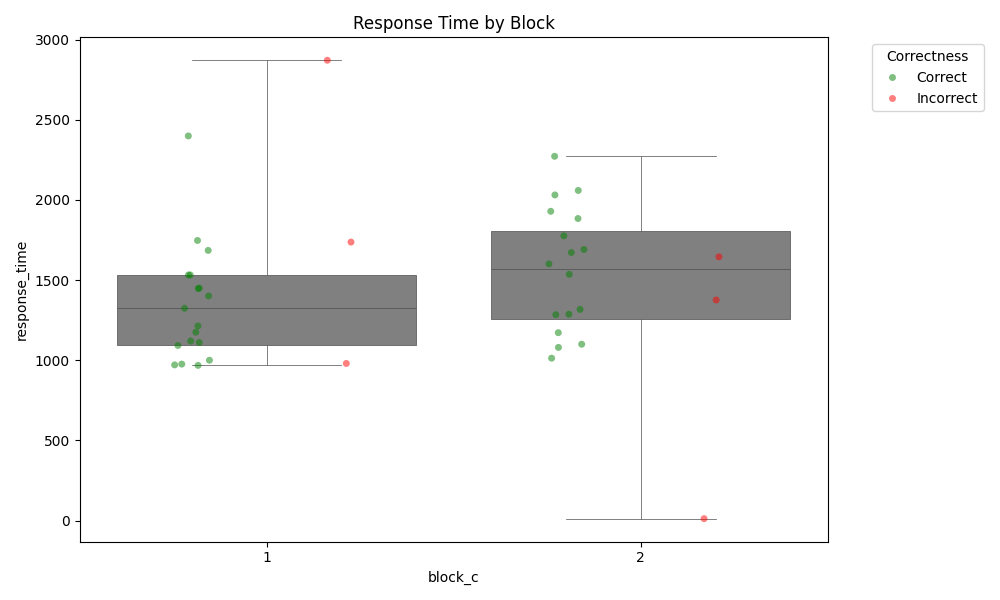 Response Time by Block
Correctness
Correct
Incorrect
response_time
3000
2500
2000
1500
1000
500
0
1
2
block_c